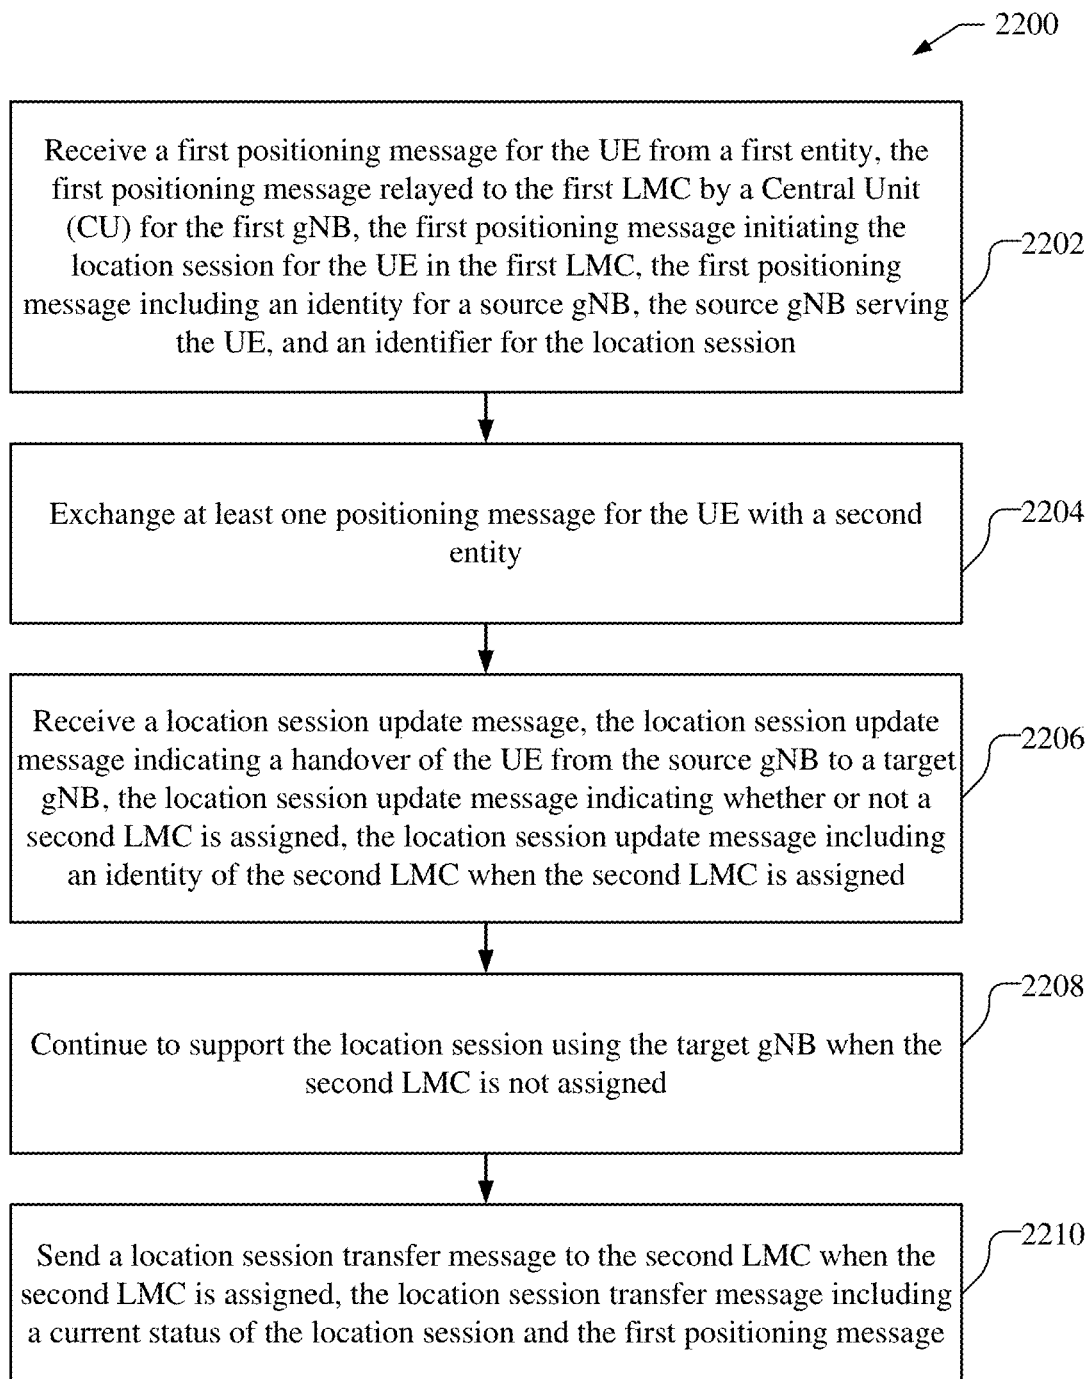 2200
Receive a first positioning message for the UE from a first entity, the
first positioning message relayed to the first LMC by a Central Unit
(CU) for the first gNB, the first positioning message initiating the
location session for the UE in the first LMC, the first positioning
message including an identity for a source gNB, the source gNB serving
the UE, and an identifier for the location session
2202
Exchange at least one positioning message for the UE with a second
entity
2204
Receive a location session update message, the location session update
message indicating a handover of the UE from the source gNB to a target
gNB, the location session update message indicating whether or not a
second LMC is assigned, the location session update message including
an identity of the second LMC when the second LMC is assigned
2206
Continue to support the location session using the target gNB when the
second LMC is not assigned
2208
Send a location session transfer message to the second LMC when the
second LMC is assigned, the location session transfer message including
a current status of the location session and the first positioning message
2210